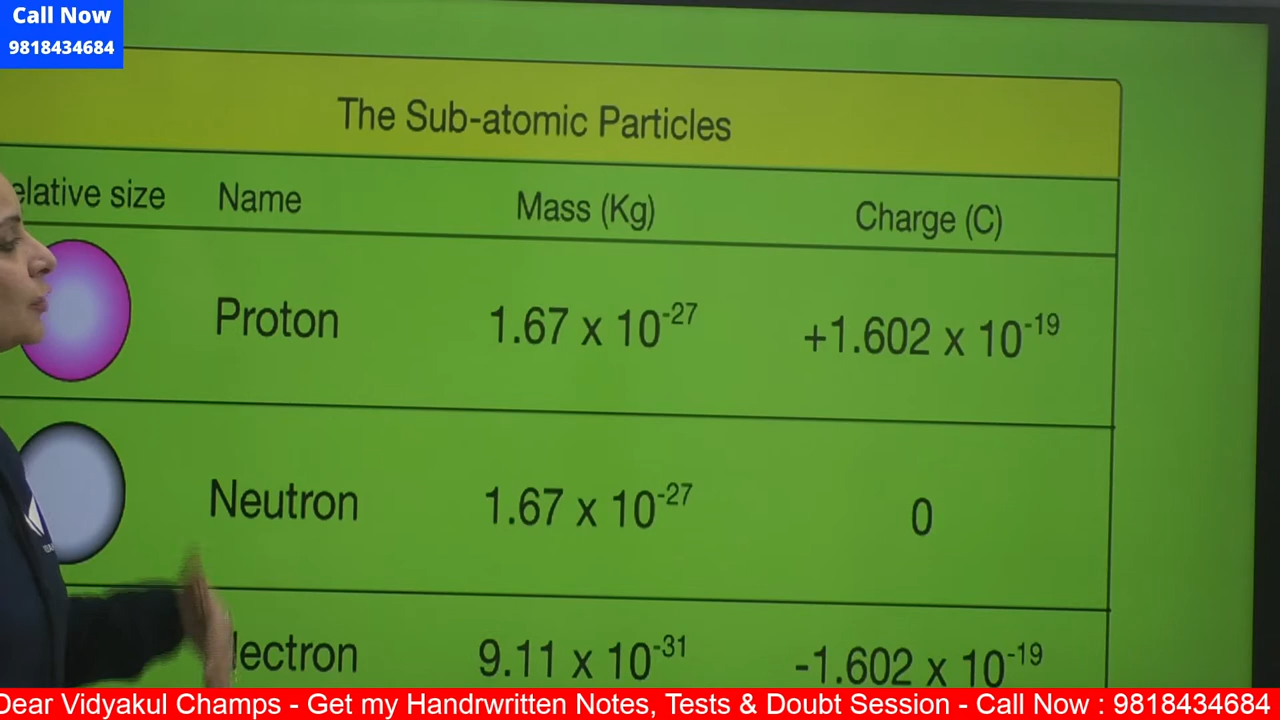 Call Now
9818434684
The Sub-atomic Particles
elative size Name Mass (Kg) Charge (C)
Proton 1.67 x 10⁻²⁷ +1.602 x 10⁻¹⁹
Neutron 1.67 x 10⁻²⁷ 0
lectron 9.11 x 10⁻³¹ -1.602 x 10⁻¹⁹
Dear Vidyakul Champs - Get my Handrwritten Notes, Tests & Doubt Session - Call Now : 9818434684